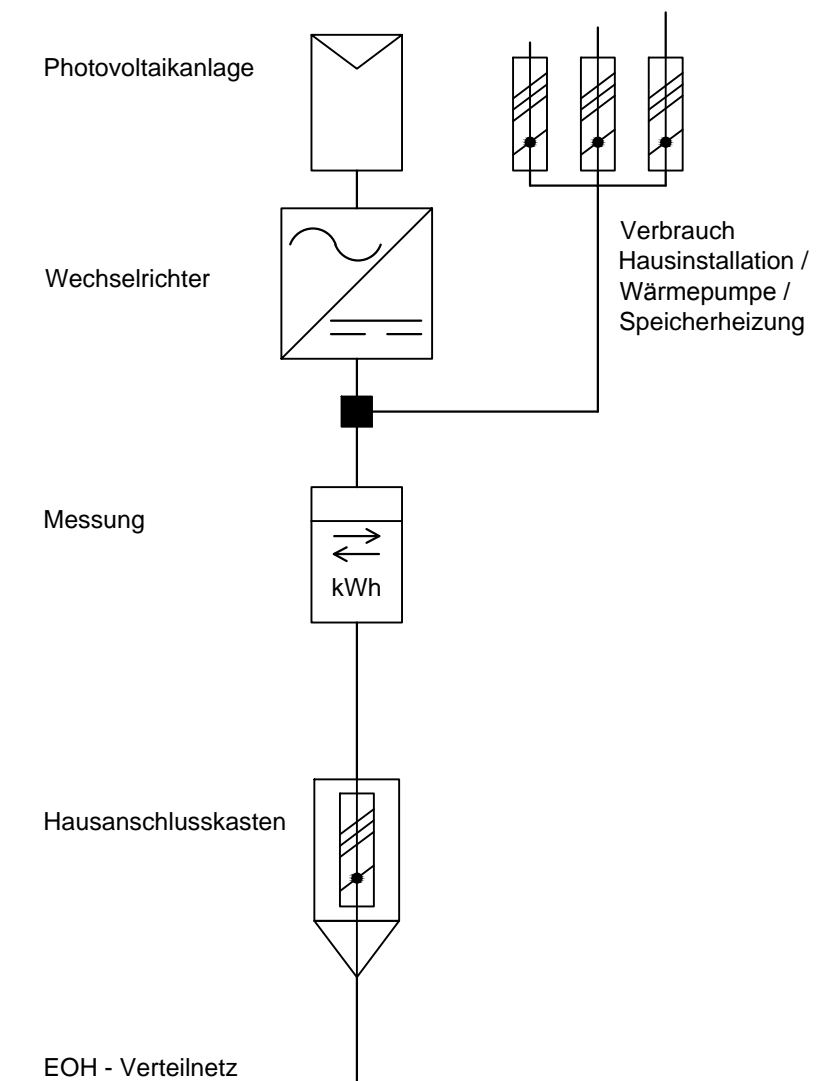 Photovoltaikanlage
Verbrauch
Hausinstallation /
Wärmepumpe /
Speicherheizung
Wechselrichter
Messung
kWh
Hausanschlusskasten
EOH - Verteilnetz